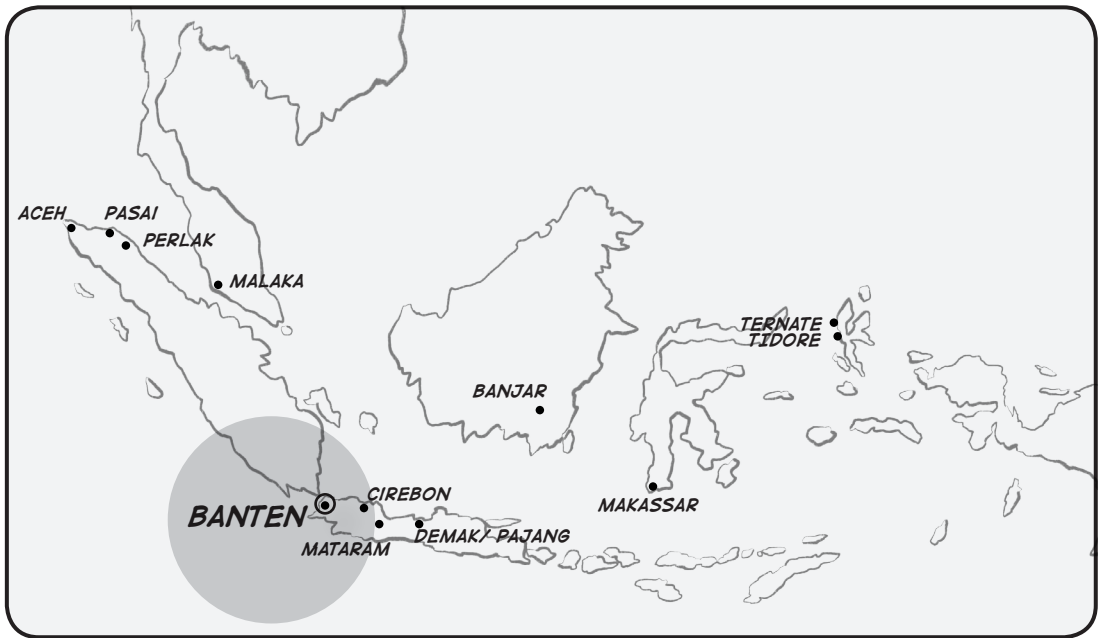 ACEH
PASAI
PERLAK
MALAKA
TERNATE
TIDORE
BANJAR
CIREBON
MAKASSAR
BANTEN
DEMAK/ PAJANG
MATARAM